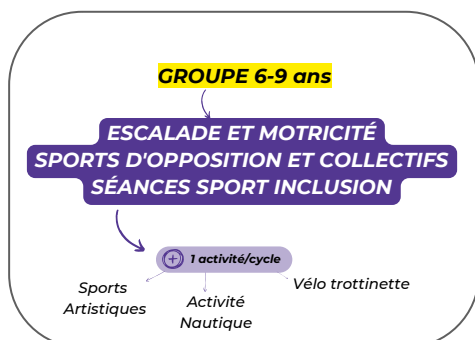 GROUPE 6-9 ans
ESCALADE ET MOTRICITÉ
SPORTS D'OPPOSITION ET COLLECTIFS
SÉANCES SPORT INCLUSION
+ 1 activité/cycle
Sports
Artistiques
Activité
Nautique
Vélo trottinette